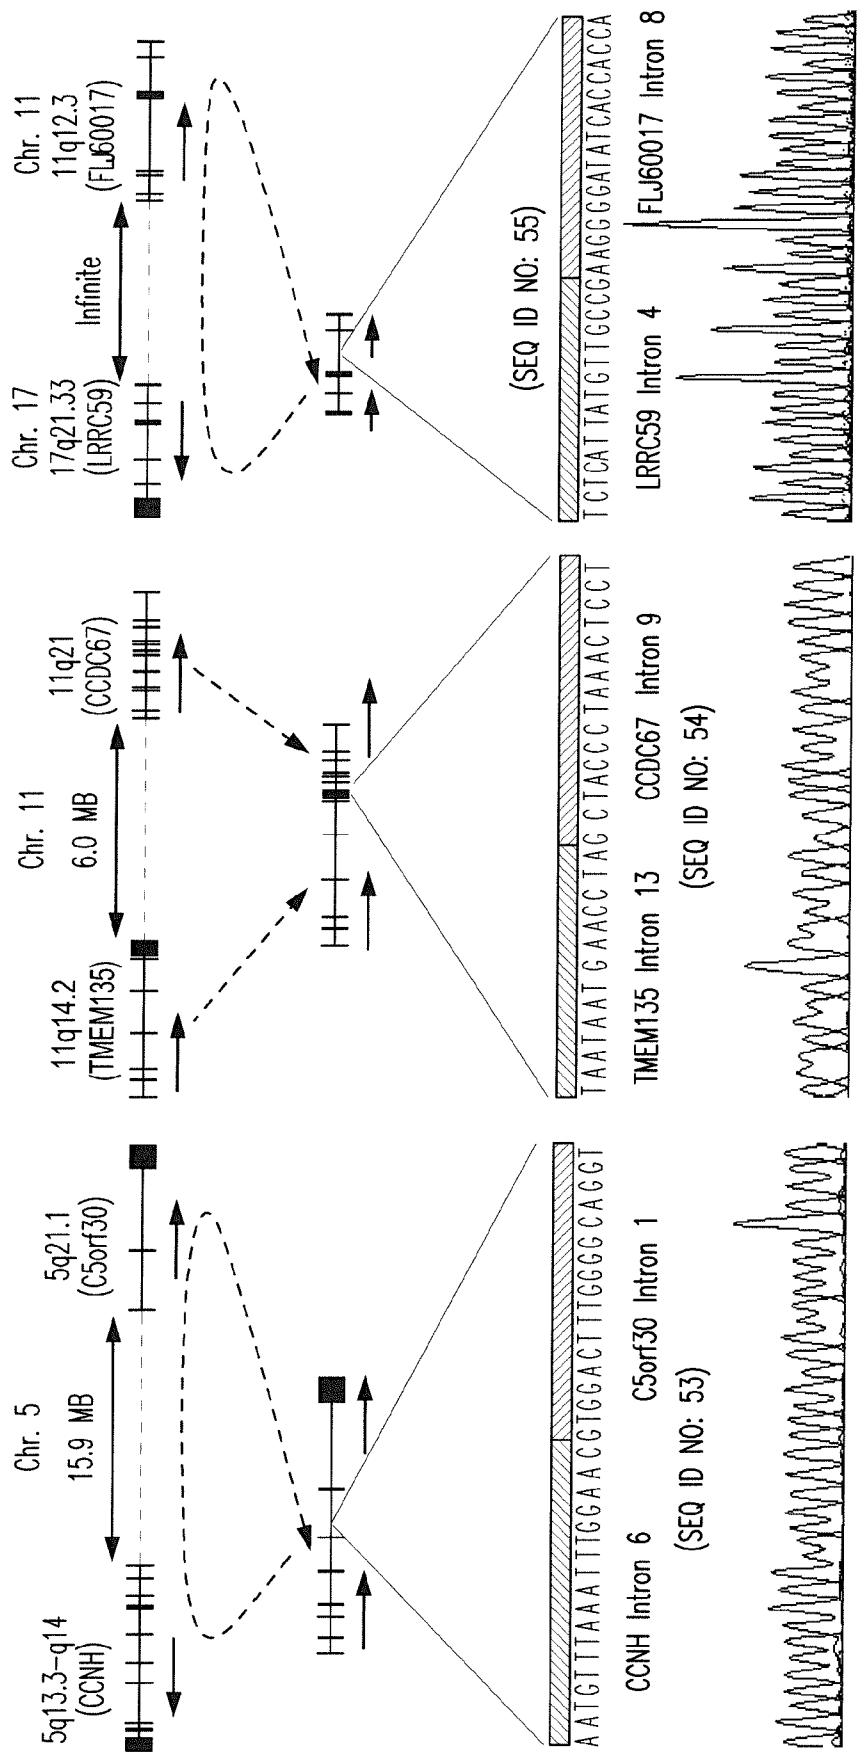 Chr. 5
5q13.3-q14
(CCNH)
15.9 MB
5q21.1
(C5orf30)
AATGTTTAAATTTGGAACGTGGACTTTGGGGCAGGT
CCNH Intron 6
C5orf30 Intron 1
(SEQ ID NO: 53)
Chr. 11
11q14.2
(TMEM135)
6.0 MB
11q21
(CCDC67)
TAATAATGAACCTAGCTACCCTAAACTCCT
TMEM135 Intron 13
CCDC67 Intron 9
(SEQ ID NO: 54)
Chr. 17
17q21.33
(LRRC59)
Infinite
Chr. 11
11q12.3
(FLJ60017)
(SEQ ID NO: 55)
TCTCATTATGTTGCCGAAGGGGATATCACCACCA
LRRC59 Intron 4
FLJ60017 Intron 8